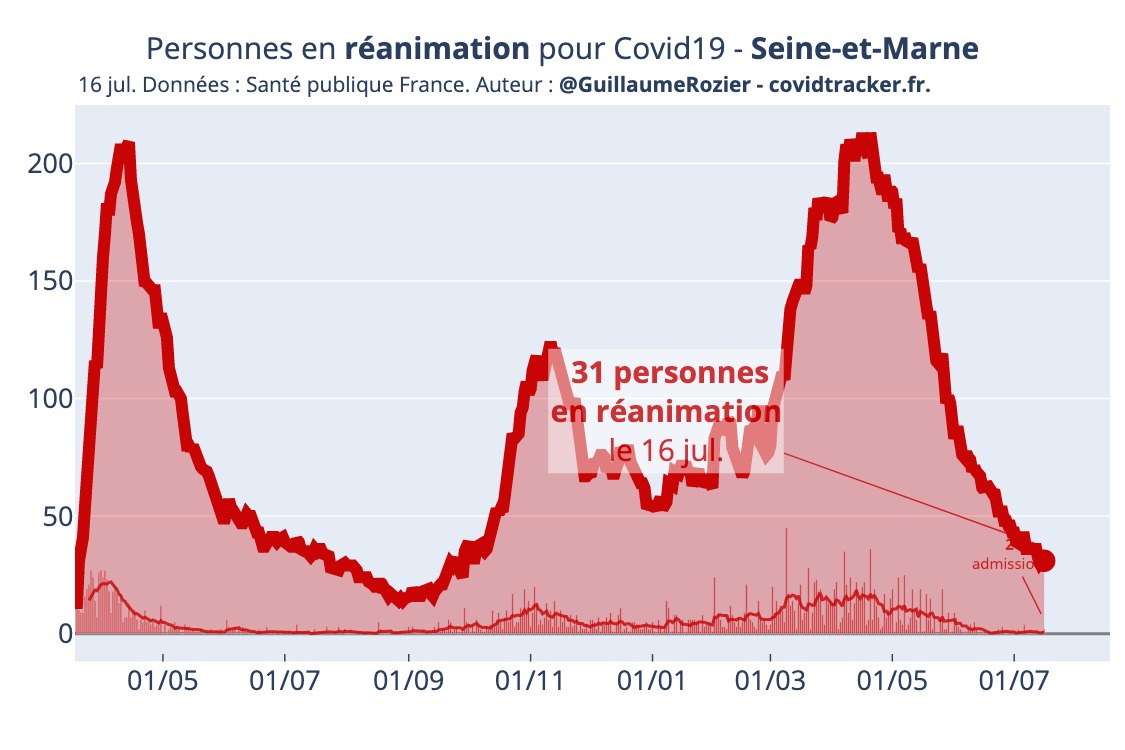 Personnes en réanimation pour Covid19 - Seine-et-Marne
16 jul. Données : Santé publique France. Auteur : @GuillaumeRozier - covidtracker.fr.
200
150
100
50
0
31 personnes
en réanimation
le 16 jul.
2
admissio
01/05
01/07
01/09
01/11
01/01
01/03
01/05
01/07